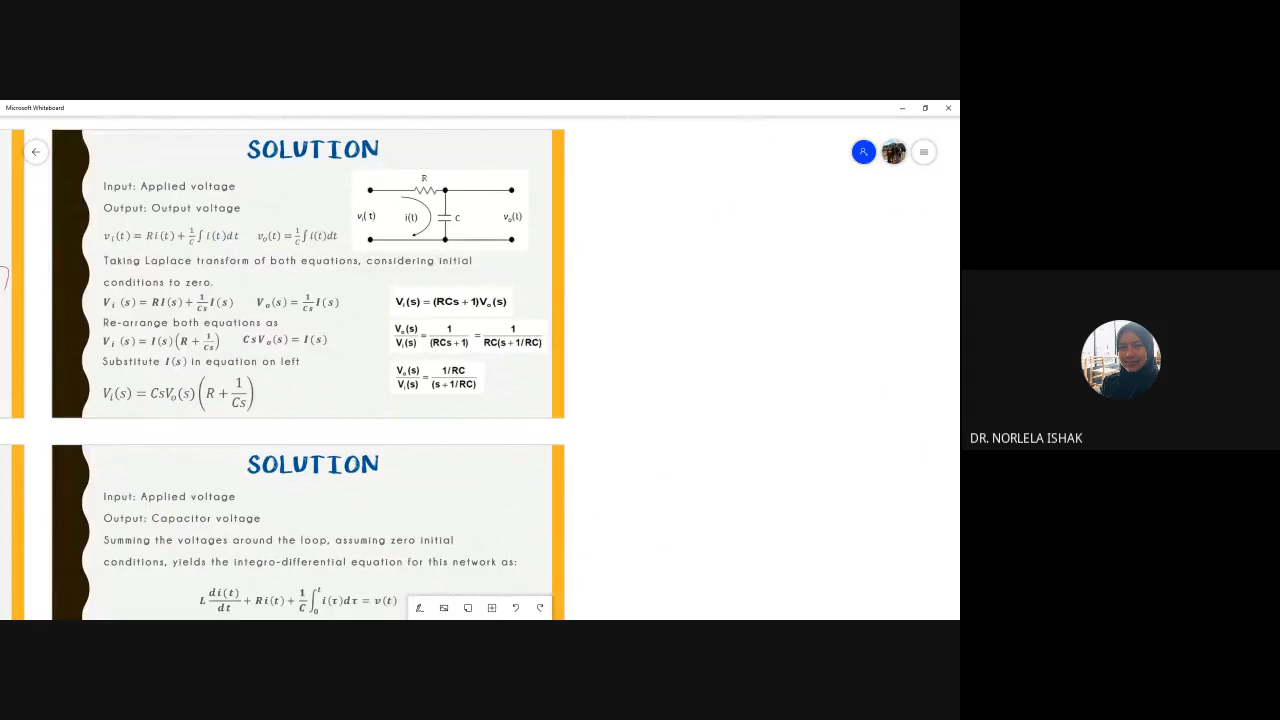 Microsoft Whiteboard
SOLUTION
Input: Applied voltage
Output: Output voltage
R
vᵢ(t)
i(t)
C
vₒ(t)
vᵢ(t) = Ri(t) + 1/C ∫ i(t)dt    vₒ(t) = 1/C ∫ i(t)dt
Taking Laplace transform of both equations, considering initial
conditions to zero.
Vᵢ (s) = RI(s) + 1/Cs I(s)    Vₒ(s) = 1/Cs I(s)
Re-arrange both equations as
Vᵢ (s) = I(s)(R + 1/Cs)    CsVₒ(s) = I(s)
Substitute I(s) in equation on left
Vᵢ(s) = CsVₒ(s)(R + 1/Cs)
Vᵢ(s) = (RCs + 1)Vₒ(s)
Vₒ(s)/Vᵢ(s) = 1/(RCs + 1) = 1/RC(s + 1/RC)
Vₒ(s)/Vᵢ(s) = 1/RC/(s + 1/RC)
SOLUTION
Input: Applied voltage
Output: Capacitor voltage
Summing the voltages around the loop, assuming zero initial
conditions, yields the integro-differential equation for this network as:
L di(t)/dt + Ri(t) + 1/C ∫₀ᵗ i(τ)dτ = v(t)
DR. NORLELA ISHAK